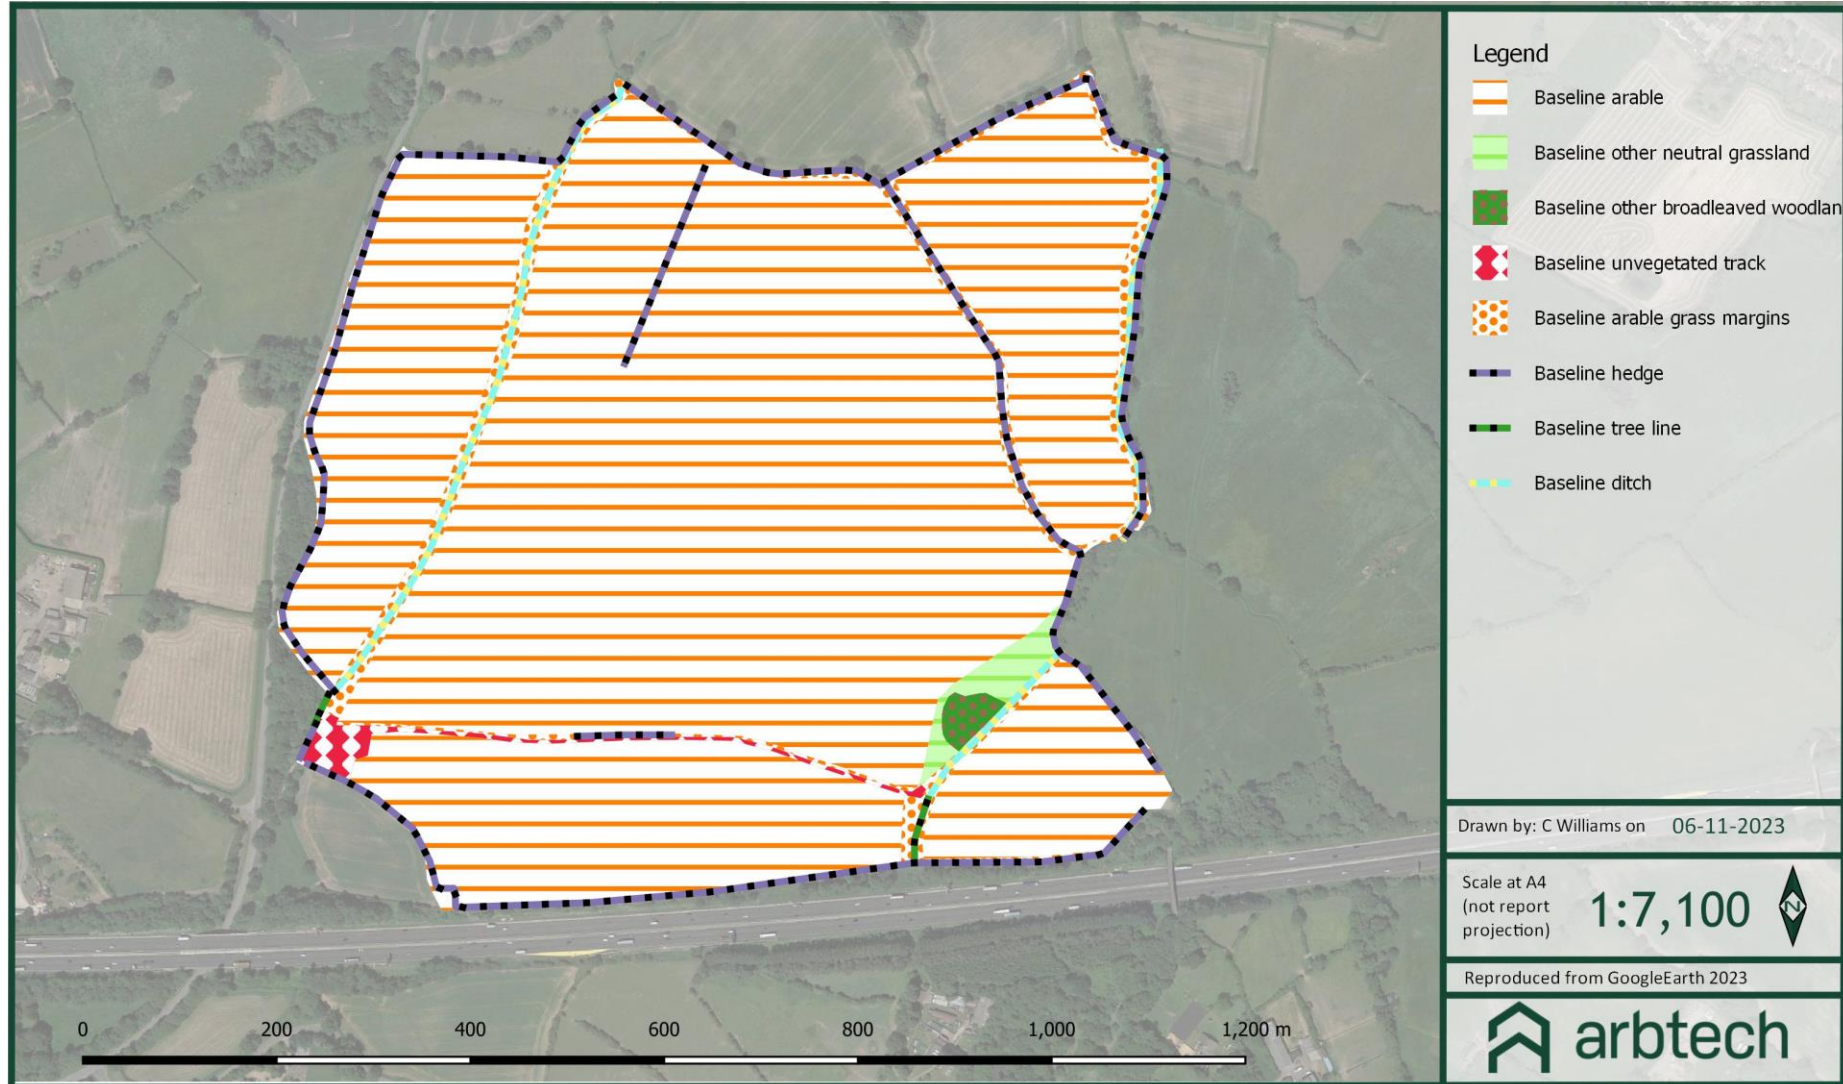 Legend
Baseline arable
Baseline other neutral grassland
Baseline other broadleaved woodlan
Baseline unvegetated track
Baseline arable grass margins
Baseline hedge
Baseline tree line
Baseline ditch
Drawn by: C Williams on 06-11-2023
Scale at A4
(not report
projection)
1:7,100
N
Reproduced from GoogleEarth 2023
arbtech
0 200 400 600 800 1,000 1,200 m